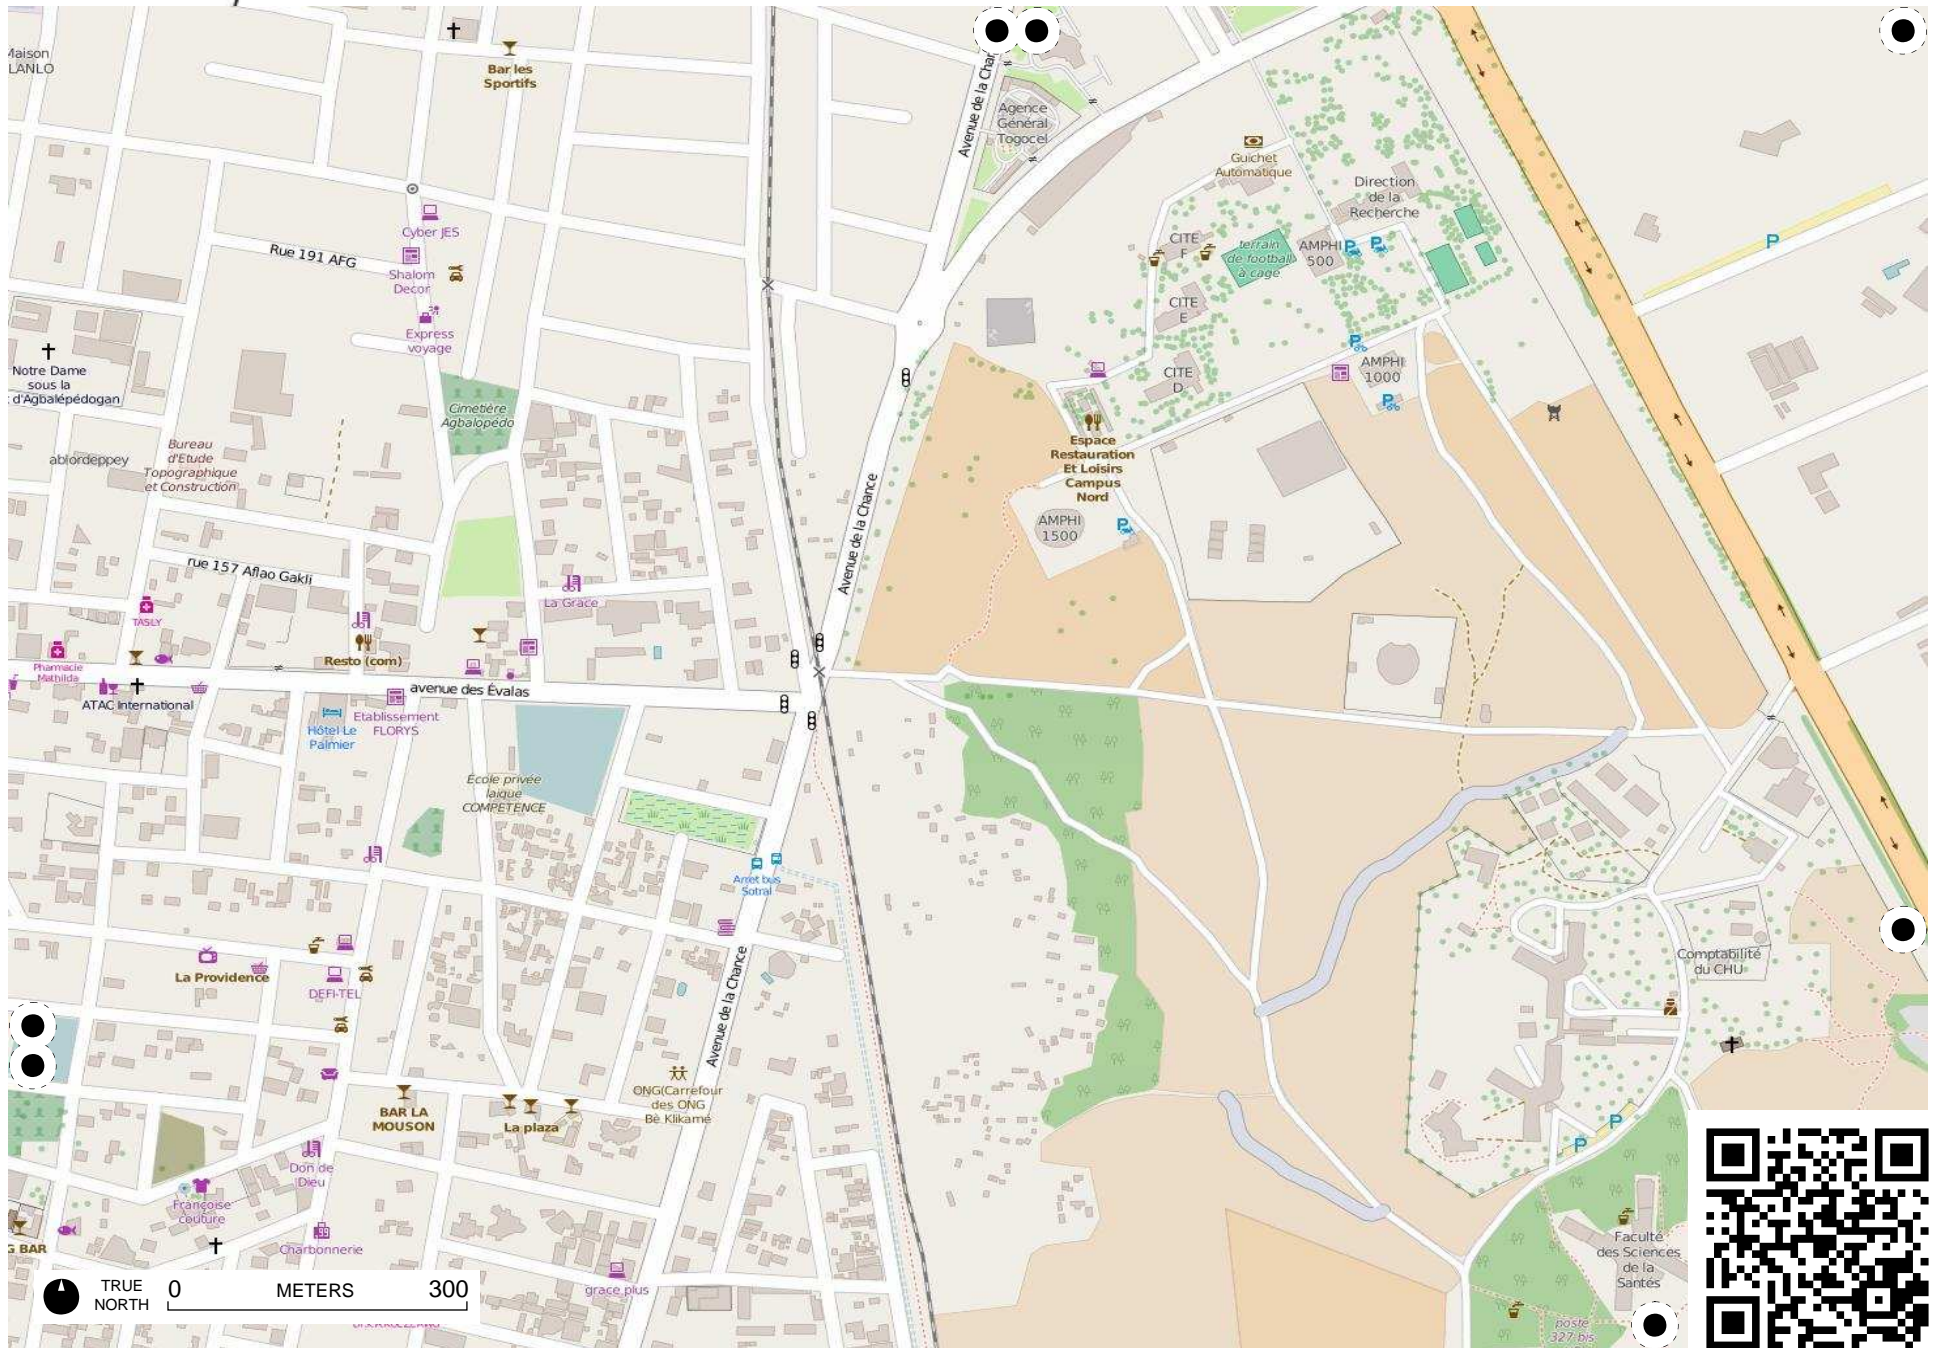 Bar les
Sportifs
Avenue de la Chan
Agence
Général
Togocel
Guichet
Automatique
Direction
de la
Recherche
Cyber JES
Rue 191 AFG
Shalom
Decor
Express
voyage
CITE
F
terrain
de football
à cage
AMPHI
500
P
P
P
CITE
E
CITE
D
P
AMPHI
1000
P
Notre Dame
sous la
d'Agbalépédogan
Cimetière
Agbalopédo
Bureau
d'Etude
Topographique
et Construction
ablordeppey
Espace
Restauration
Et Loisirs
Campus
Nord
AMPHI
1500
P
Avenue de la Chance
rue 157 Aflao Gakli
La Grace
TASLY
Pharmacie
Mathilda
Resto (com)
avenue des Évalas
ATAC International
Etablissement
FLORYS
Hôtel Le
Palmier
École privée
laïque
COMPETENCE
Arret bus
Sotral
Avenue de la Chance
La Providence
DEFI-TEL
Comptabilité
du CHU
BAR LA
MOUSON
La plaza
ONG(Carrefour
des ONG
Bè Klikamé
P
P
Don de
Dieu
Françoise
couture
Charbonnerie
G BAR
grace plus
Faculté
des Sciences
de la
Santés
poste
327 bis
TRUE
NORTH
0 METERS 300